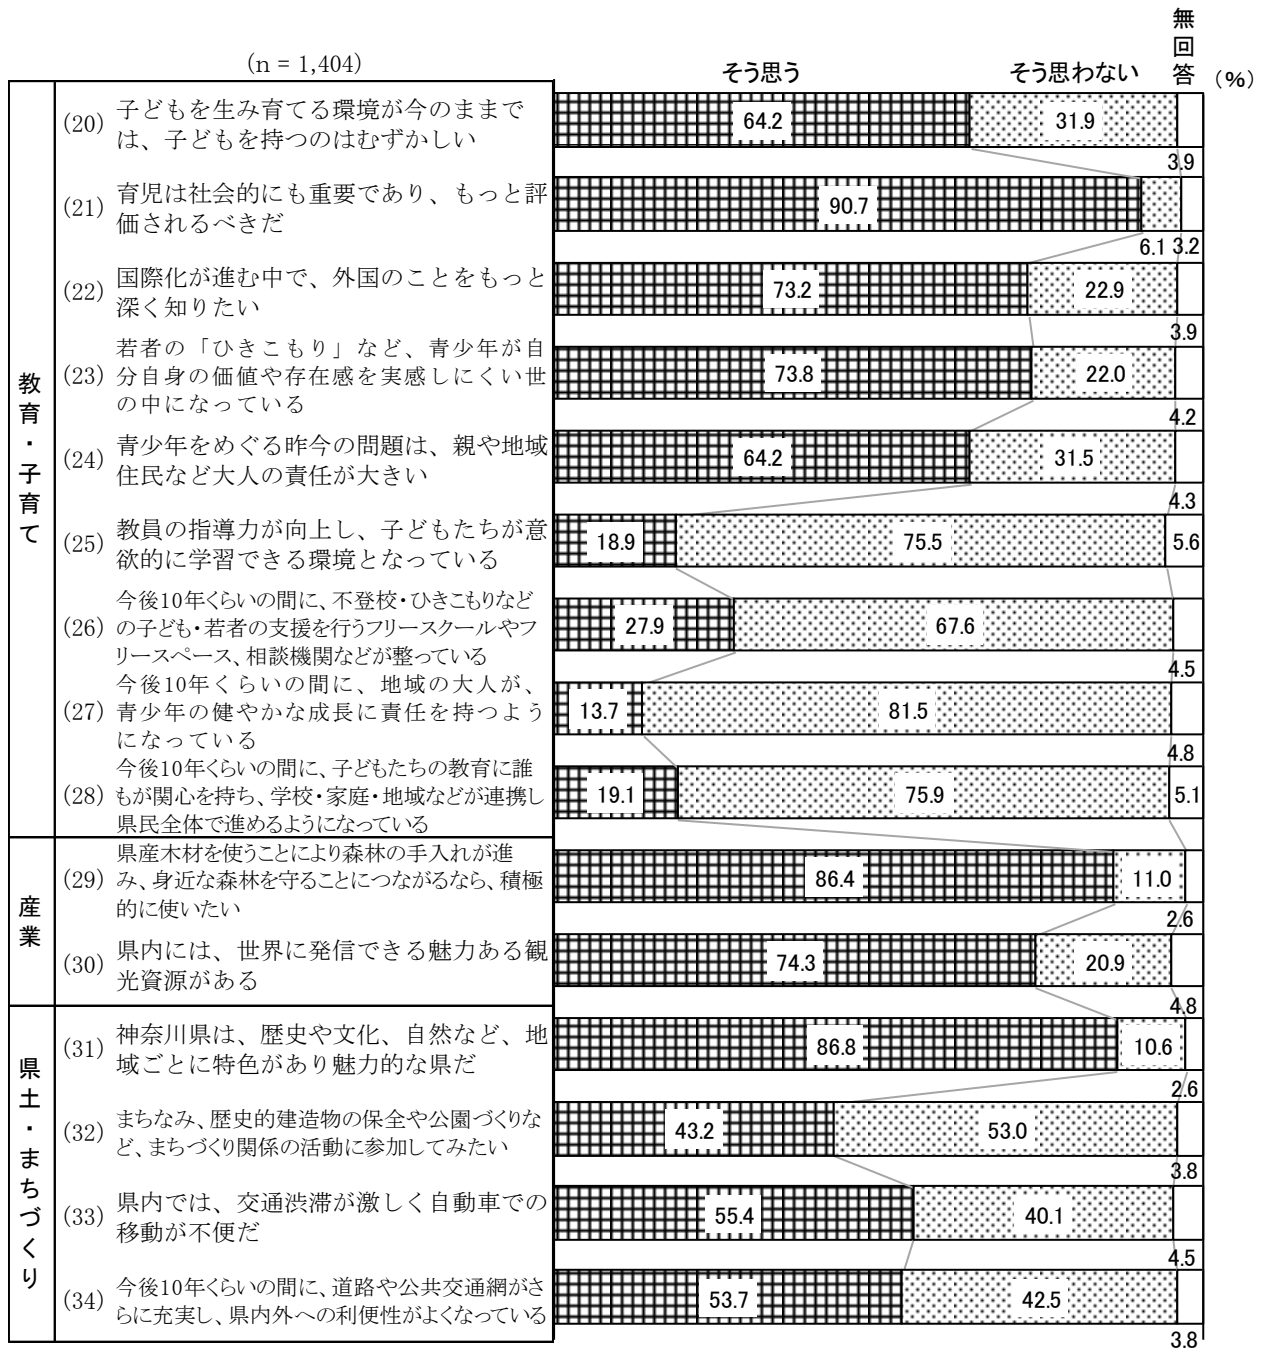 (n = 1,404)
そう思う
そう思わない
無回答
(%)
教育・子育て
(20)
子どもを生み育てる環境が今のままで
は、子どもを持つのはむずかしい
64.2
31.9
3.9
(21)
育児は社会的にも重要であり、もっと評
価されるべきだ
90.7
6.1
3.2
(22)
国際化が進む中で、外国のことをもっと
深く知りたい
73.2
22.9
3.9
(23)
若者の「ひきこもり」など、青少年が自
分自身の価値や存在感を実感しにくい世
の中になっている
73.8
22.0
4.2
(24)
青少年をめぐる昨今の問題は、親や地域
住民など大人の責任が大きい
64.2
31.5
4.3
(25)
教員の指導力が向上し、子どもたちが意
欲的に学習できる環境となっている
18.9
75.5
5.6
(26)
今後10年くらいの間に、不登校・ひきこもりなど
の子ども・若者の支援を行うフリースクールやフ
リースペース、相談機関などが整っている
27.9
67.6
4.5
(27)
今後10年くらいの間に、地域の大人が、
青少年の健やかな成長に責任を持つよう
になっている
13.7
81.5
4.8
(28)
今後10年くらいの間に、子どもたちの教育に誰
もが関心を持ち、学校・家庭・地域などが連携し
県民全体で進めるようになっている
19.1
75.9
5.1
産業
(29)
県産木材を使うことにより森林の手入れが進
み、身近な森林を守ることにつながるなら、積極
的に使いたい
86.4
11.0
2.6
(30)
県内には、世界に発信できる魅力ある観
光資源がある
74.3
20.9
4.8
県土・まちづくり
(31)
神奈川県は、歴史や文化、自然など、地
域ごとに特色があり魅力的な県だ
86.8
10.6
2.6
(32)
まちなみ、歴史的建造物の保全や公園づくりな
ど、まちづくり関係の活動に参加してみたい
43.2
53.0
3.8
(33)
県内では、交通渋滞が激しく自動車での
移動が不便だ
55.4
40.1
4.5
(34)
今後10年くらいの間に、道路や公共交通網がさ
らに充実し、県内外への利便性がよくなっている
53.7
42.5
3.8